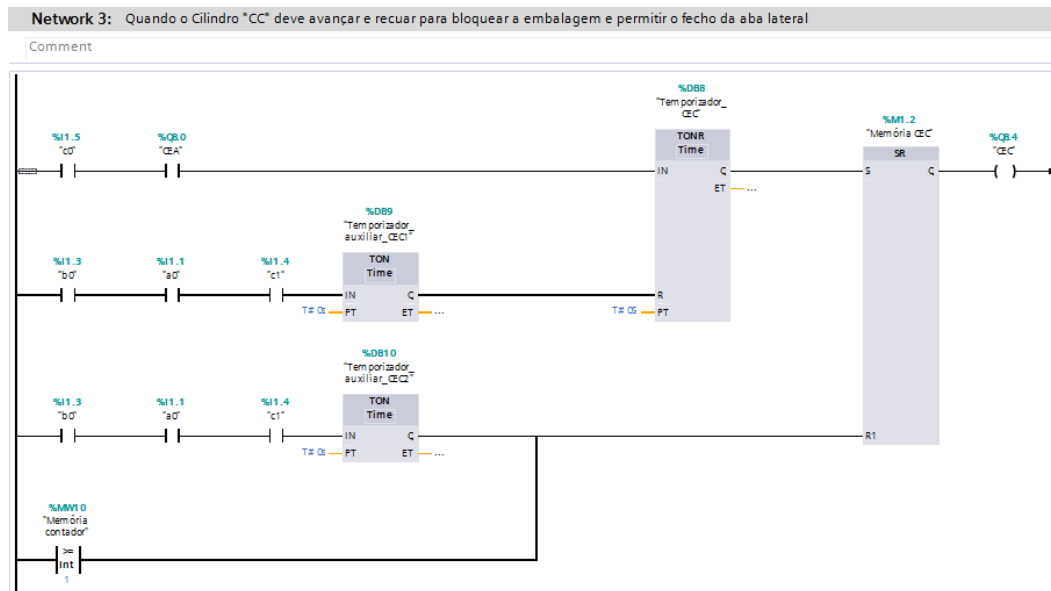 Network 3: Quando o Cilindro "CC" deve avançar e recuar para bloquear a embalagem e permitir o fecho da aba lateral
Comment
%DB8
"Temporizador_
CEC"
TONR
Time
IN
Q
ET
...
R
T# 0S
PT
%I1.5
"c0"
%Q8.0
"CEA"
%M1.2
"Memória CEC"
SR
S
Q
R1
%Q8.4
"CEC"
%DB9
"Temporizador_
auxiliar_CEC1"
TON
Time
%I1.3
"b0"
%I1.1
"a0"
%I1.4
"c1"
IN
Q
T# 0s
PT
ET
...
%DB10
"Temporizador_
auxiliar_CEC2"
TON
Time
%I1.3
"b0"
%I1.1
"a0"
%I1.4
"c1"
IN
Q
T# 0s
PT
ET
...
%MW10
"Memória
contador"
>=
Int
1